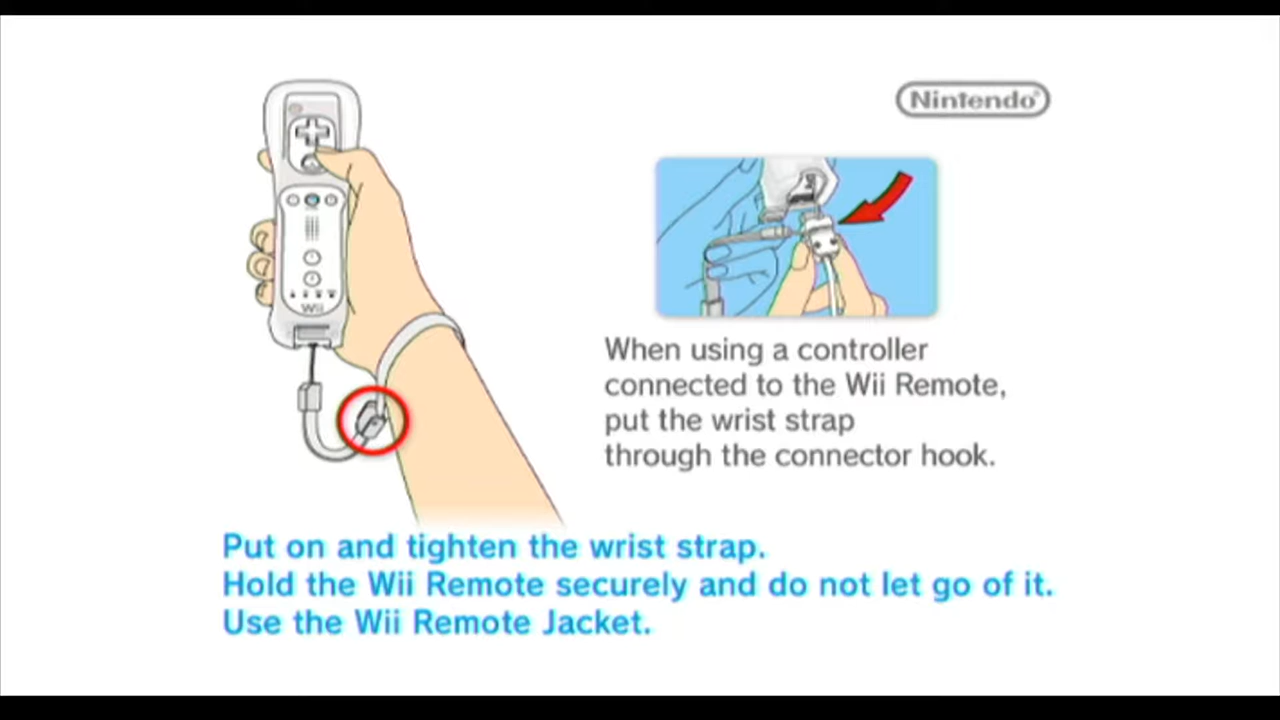 Nintendo®
When using a controller
connected to the Wii Remote,
put the wrist strap
through the connector hook.
Wii
Put on and tighten the wrist strap.
Hold the Wii Remote securely and do not let go of it.
Use the Wii Remote Jacket.